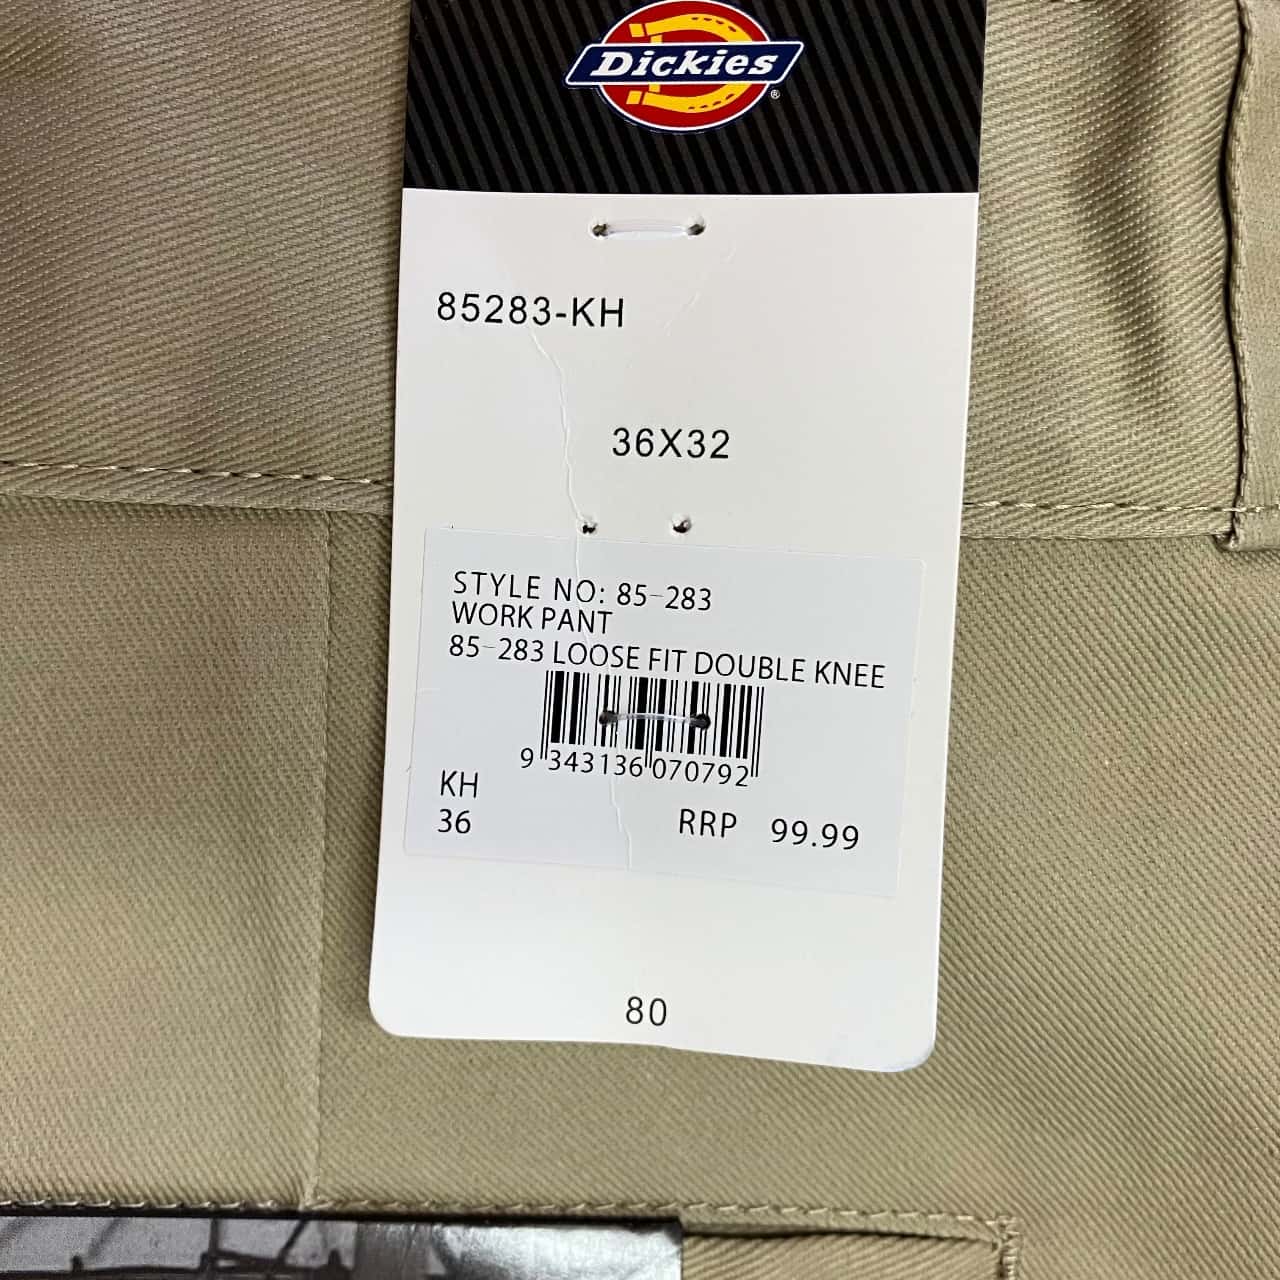 Dickies
®
85283-KH
36X32
STYLE NO: 85-283
WORK PANT
85-283 LOOSE FIT DOUBLE KNEE
9 343136 070792
KH
36 RRP 99.99
80